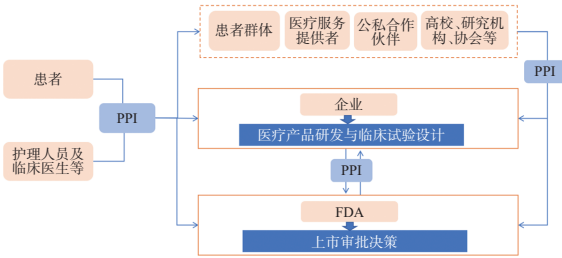 患者群体
医疗服务
提供者
公私合作
伙伴
高校、研究机
构、协会等
患者
PPI
PPI
护理人员及
临床医生等
企业
医疗产品研发与临床试验设计
PPI
FDA
上市审批决策